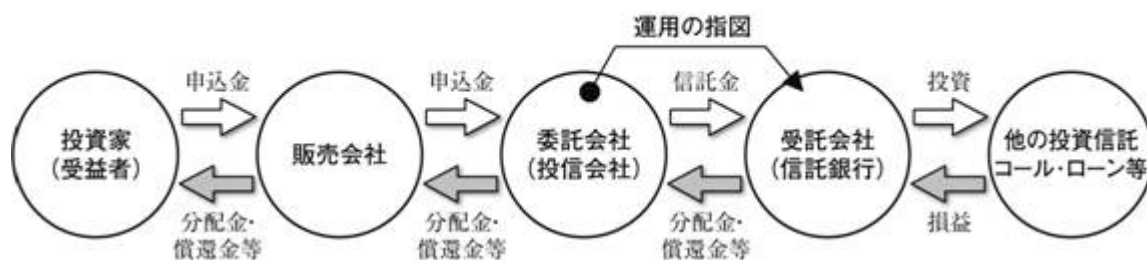 運用の指図
申込金
申込金
信託金
投資
投資家
(受益者)
販売会社
委託会社
(投信会社)
受託会社
(信託銀行)
他の投資信託
コール・ローン等
分配金・
償還金等
分配金・
償還金等
分配金・
償還金等
損益